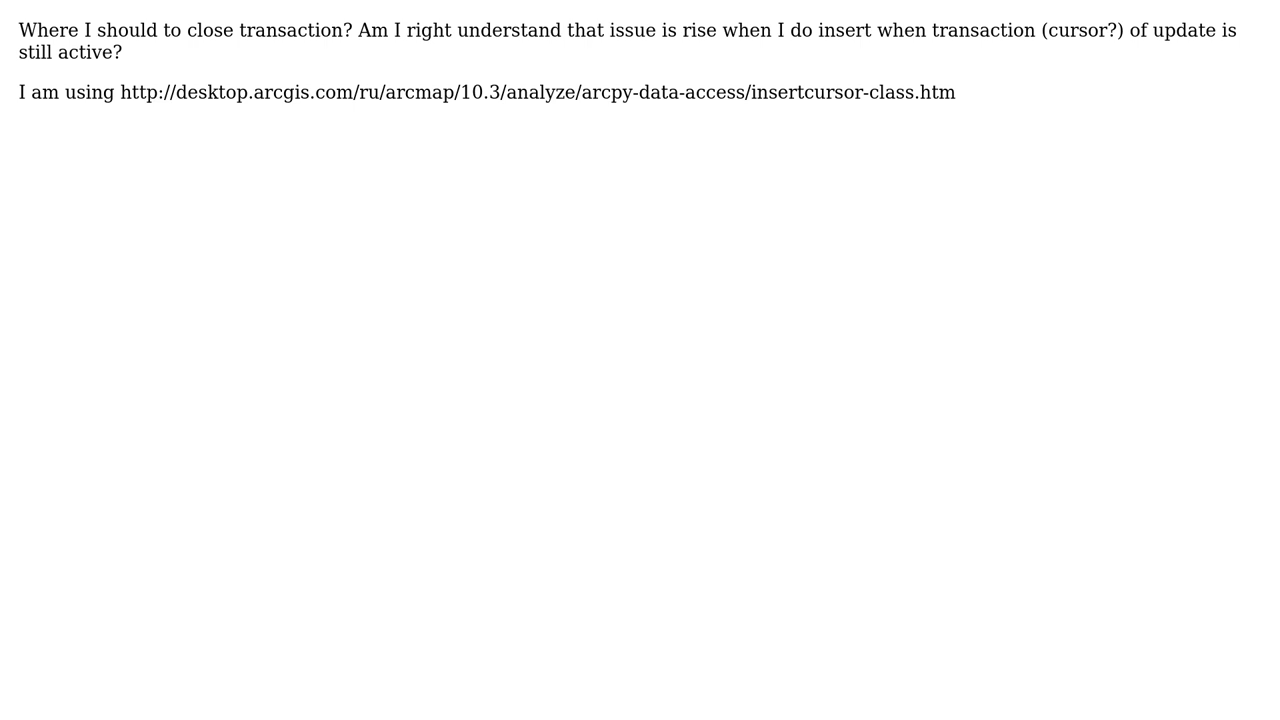 Where I should to close transaction? Am I right understand that issue is rise when I do insert when transaction (cursor?) of update is
still active?
I am using http://desktop.arcgis.com/ru/arcmap/10.3/analyze/arcpy-data-access/insertcursor-class.htm